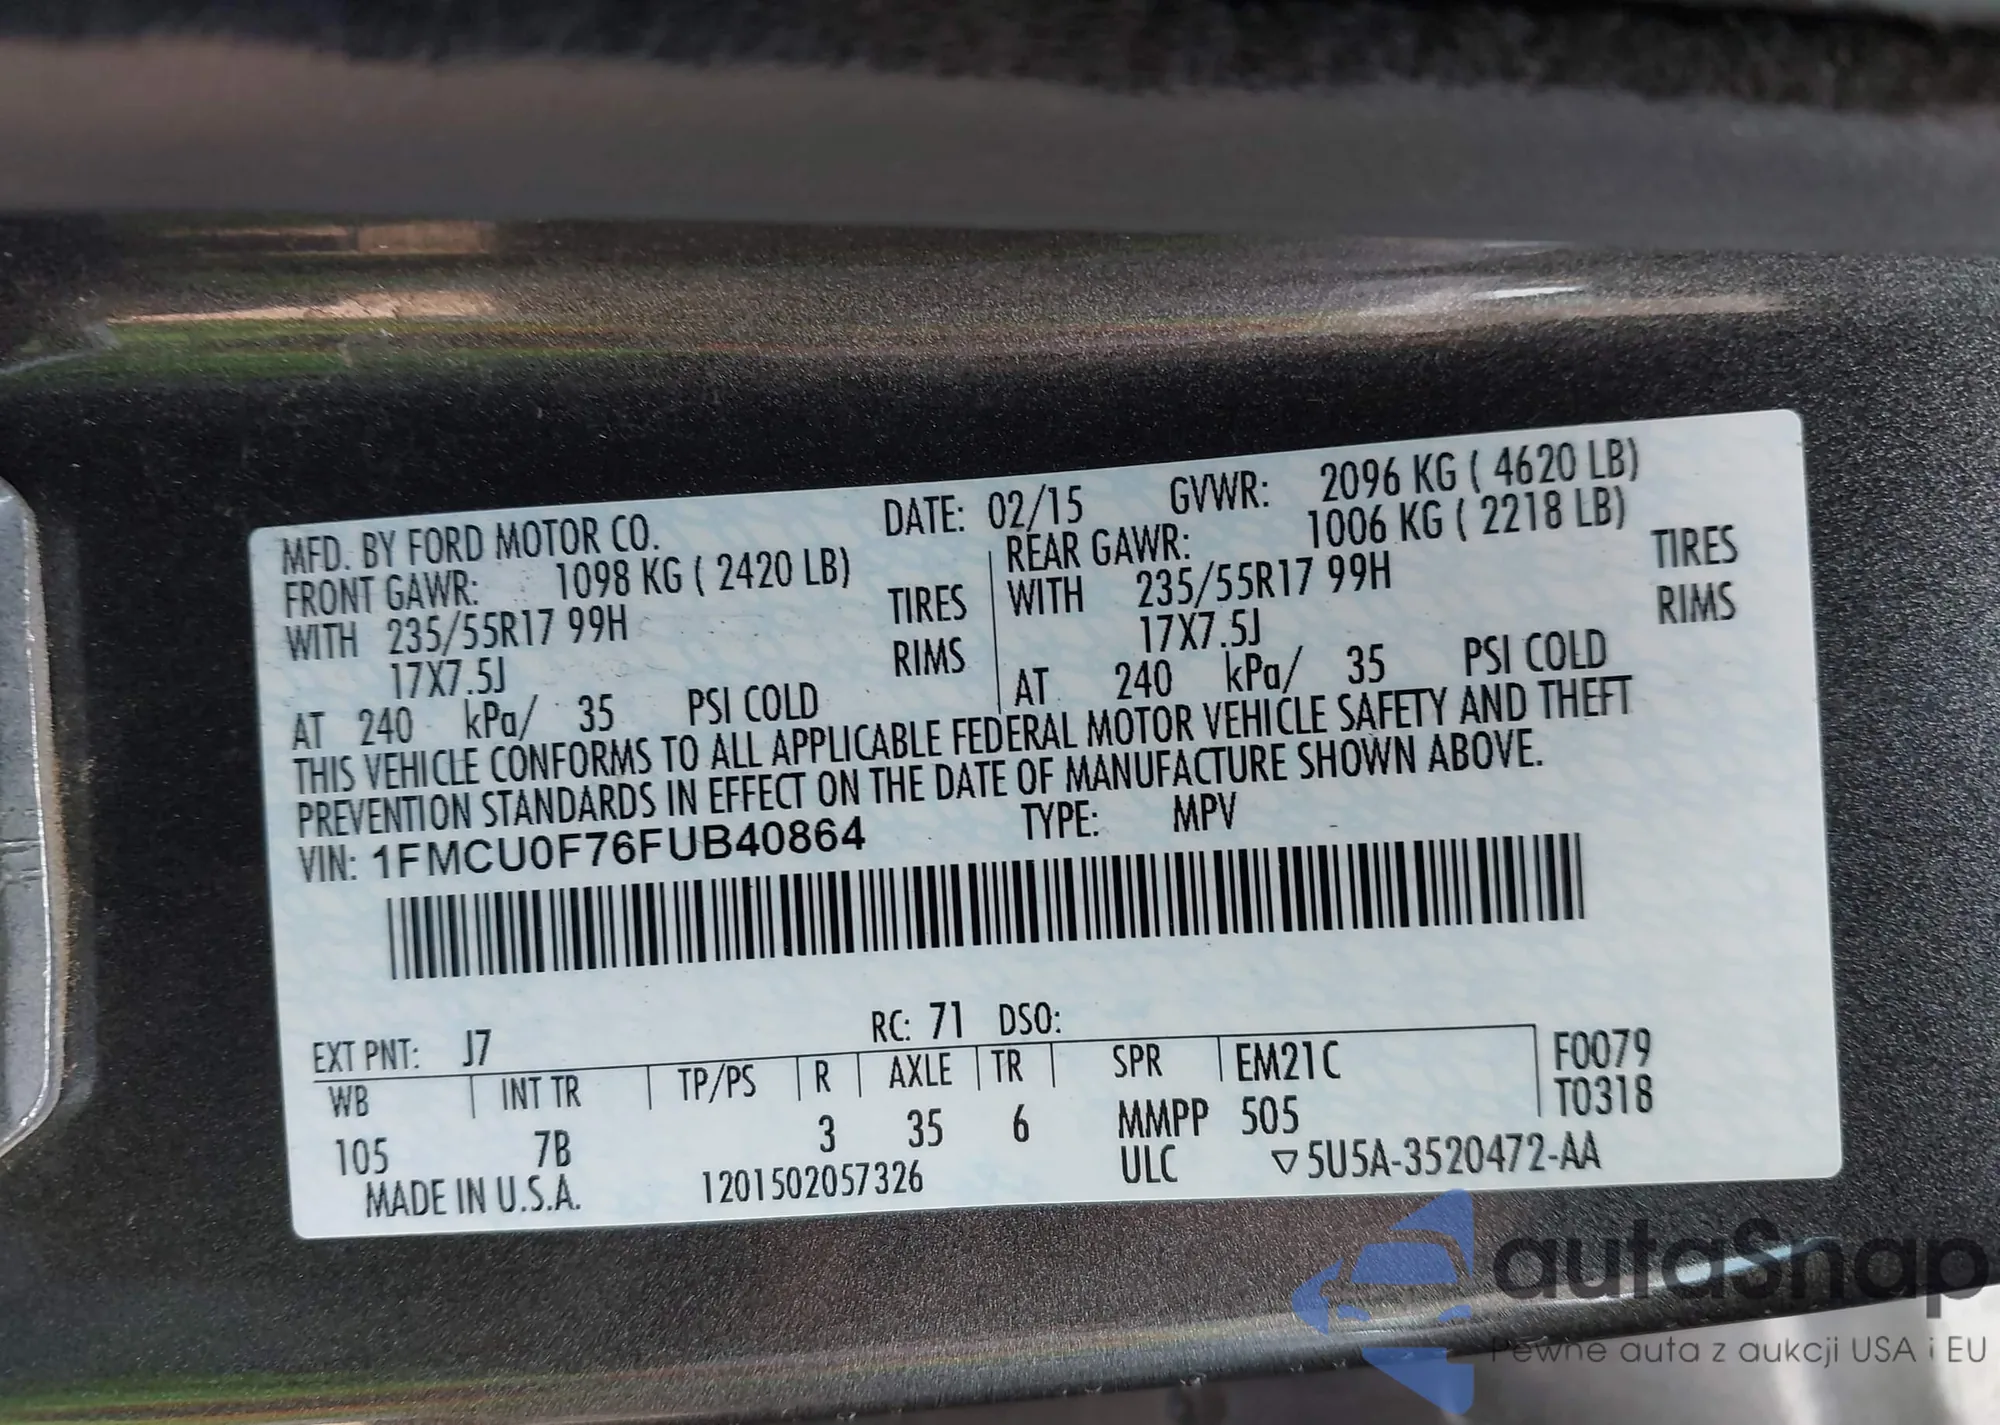 MFD. BY FORD MOTOR CO. DATE: 02/15 GVWR: 2096 KG ( 4620 LB)
FRONT GAWR: 1098 KG ( 2420 LB)
WITH 235/55R17 99H TIRES
17X7.5J RIMS
AT 240 kPa/ 35 PSI COLD
REAR GAWR: 1006 KG ( 2218 LB)
WITH 235/55R17 99H TIRES
17X7.5J RIMS
AT 240 kPa/ 35 PSI COLD
THIS VEHICLE CONFORMS TO ALL APPLICABLE FEDERAL MOTOR VEHICLE SAFETY AND THEFT
PREVENTION STANDARDS IN EFFECT ON THE DATE OF MANUFACTURE SHOWN ABOVE.
VIN: 1FMCU0F76FUB40864 TYPE: MPV
EXT PNT: J7 RC: 71 DSO:
WB INT TR TP/PS R AXLE TR SPR EM21C F0079
105 7B 3 35 6 MMPP 505 T0318
MADE IN U.S.A. 1201502057326 ULC ▽5U5A-3520472-AA
autaSnap
Pewne auta z aukcji USA i EU